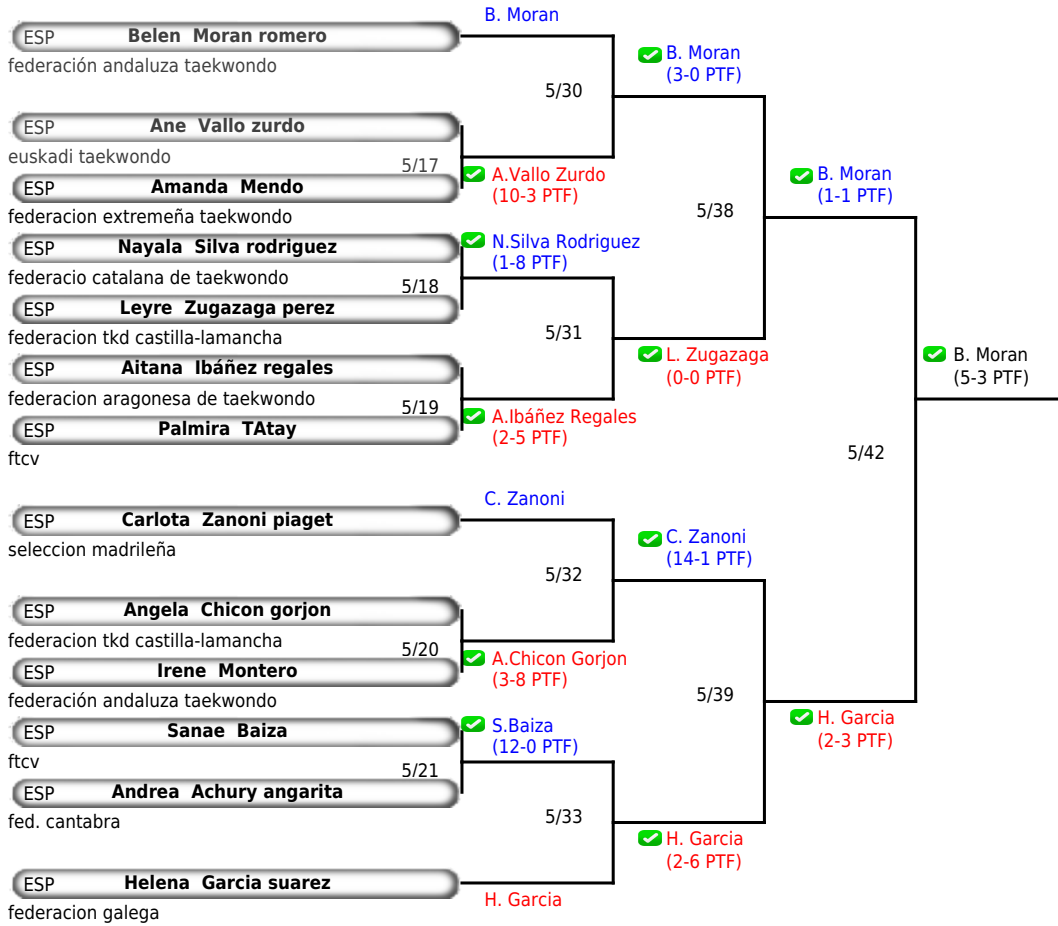 B. Moran
ESP Belen Moran romero
federación andaluza taekwondo
B. Moran
(3-0 PTF)
5/30
ESP Ane Vallo zurdo
euskadi taekwondo
5/17
A.Vallo Zurdo
(10-3 PTF)
ESP Amanda Mendo
federacion extremeña taekwondo
B. Moran
(1-1 PTF)
5/38
ESP Nayala Silva rodriguez
federacio catalana de taekwondo
N.Silva Rodriguez
(1-8 PTF)
5/18
ESP Leyre Zugazaga perez
federacion tkd castilla-lamancha
5/31
L. Zugazaga
(0-0 PTF)
ESP Aitana Ibáñez regales
federacion aragonesa de taekwondo
5/19
A.Ibáñez Regales
(2-5 PTF)
ESP Palmira TAtay
ftcv
B. Moran
(5-3 PTF)
5/42
C. Zanoni
ESP Carlota Zanoni piaget
seleccion madrileña
C. Zanoni
(14-1 PTF)
5/32
ESP Angela Chicon gorjon
federacion tkd castilla-lamancha
5/20
A.Chicon Gorjon
(3-8 PTF)
ESP Irene Montero
federación andaluza taekwondo
5/39
H. Garcia
(2-3 PTF)
ESP Sanae Baiza
ftcv
S.Baiza
(12-0 PTF)
5/21
ESP Andrea Achury angarita
fed. cantabra
5/33
H. Garcia
(2-6 PTF)
ESP Helena Garcia suarez
federacion galega
H. Garcia